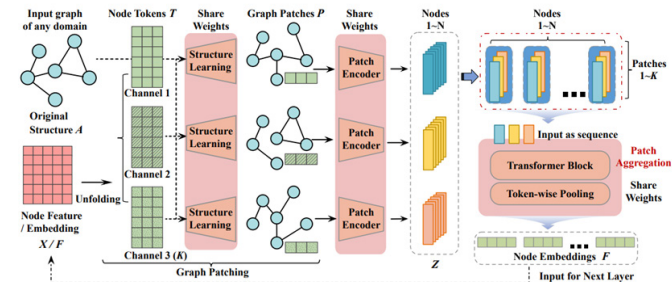 Input graph
of any domain
Original
Structure A
Node Feature
/ Embedding
X / F
Unfolding
Node Tokens T
Channel 1
Channel 2
Channel 3 (K)
Share
Weights
Structure
Learning
Structure
Learning
Structure
Learning
Graph Patching
Graph Patches P
Share
Weights
Patch
Encoder
Patch
Encoder
Patch
Encoder
Nodes
1~N
Z
Nodes
1~N
Patches
1~K
Input as sequence
Patch
Aggregation
Transformer Block
Token-wise Pooling
Share
Weights
Node Embeddings F
Input for Next Layer